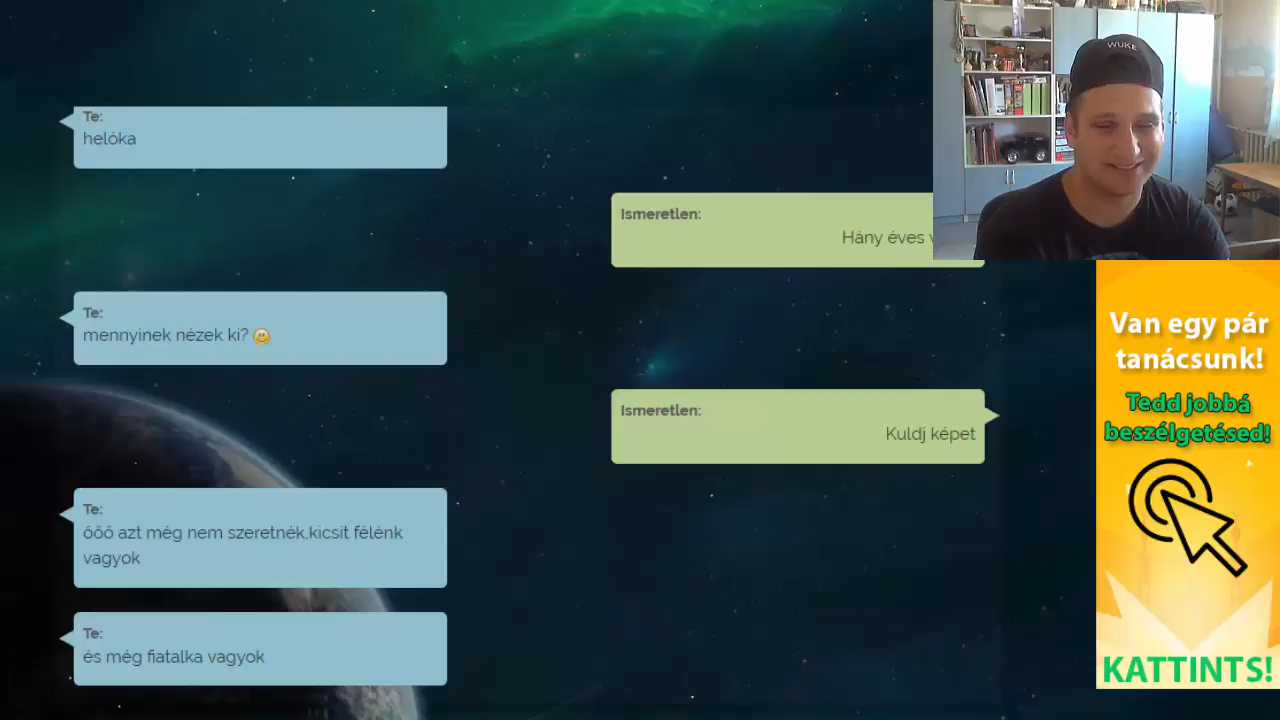 Te:
helóka
WUKE
Ismeretlen:
Hány éves
Te:
mennyinek nézek ki?
Ismeretlen:
Kuldj képet
Te:
őőő azt még nem szeretnék,kicsit félénk
vagyok
Te:
és még fiatalka vagyok
Van egy pár
tanácsunk!
Tedd jobbá
beszélgetésed!
KATTINTS!